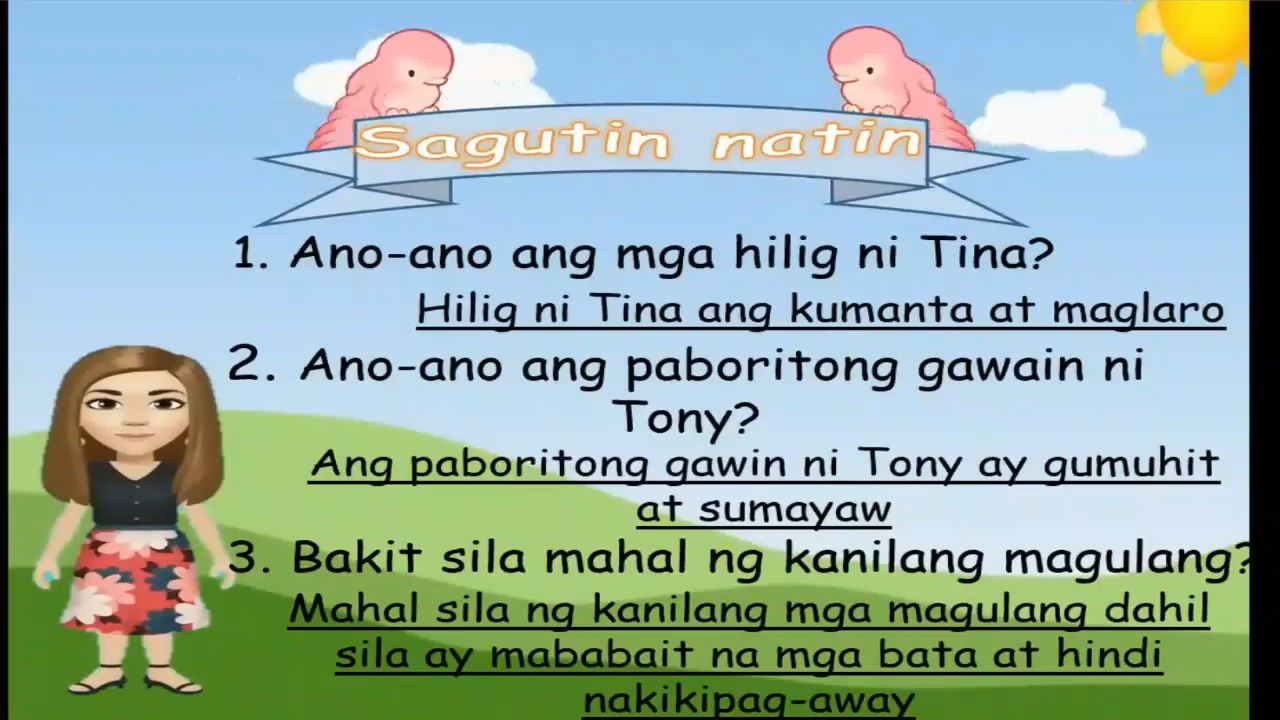 Sagutin natin
1. Ano-ano ang mga hilig ni Tina?
Hilig ni Tina ang kumanta at maglaro
2. Ano-ano ang paboritong gawain ni
Tony?
Ang paboritong gawin ni Tony ay gumuhit
at sumayaw
3. Bakit sila mahal ng kanilang magulang?
Mahal sila ng kanilang mga magulang dahil
sila ay mababait na mga bata at hindi
nakikipag-away